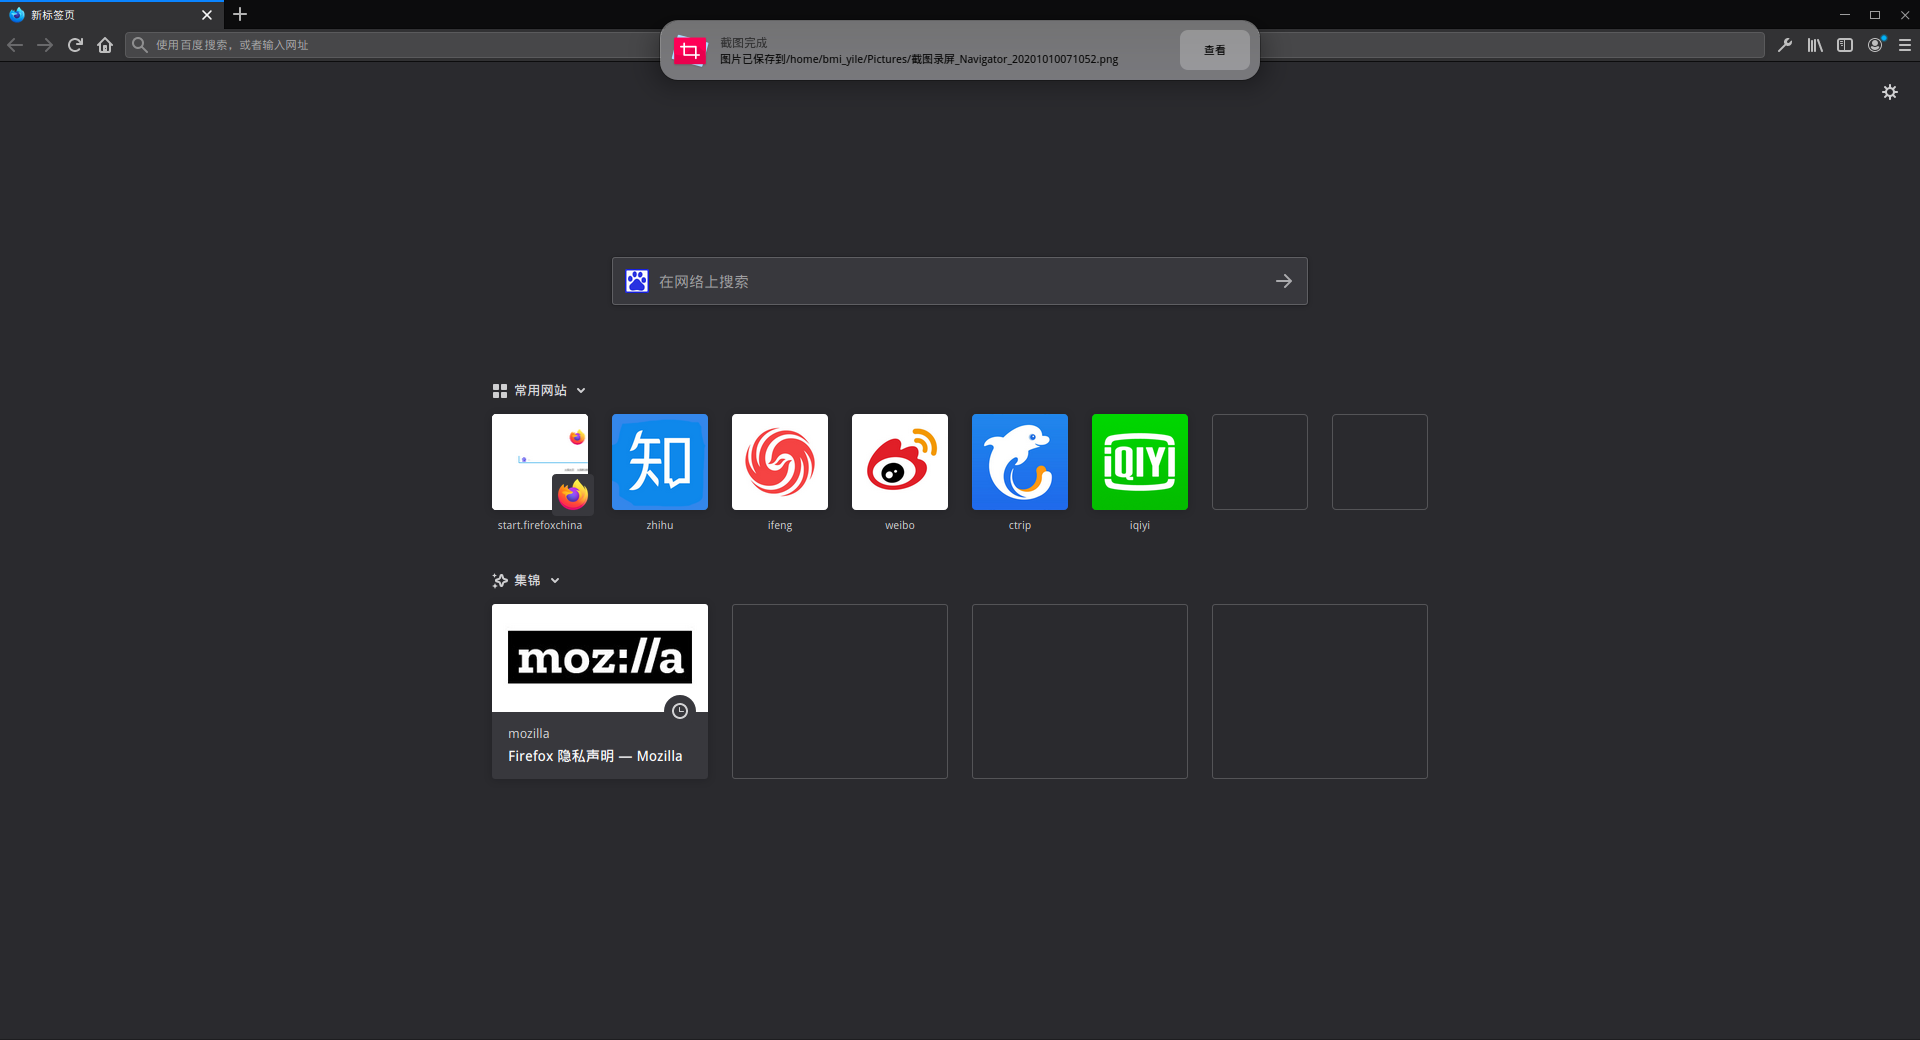 新标签页
使用百度搜索，或者输入网址
截图完成
图片已保存到/home/bmi_yile/Pictures/截图录屏_Navigator_20201010071052.png
查看
在网络上搜索
常用网站
知
iQIYI
start.firefoxchina
zhihu
ifeng
weibo
ctrip
iqiyi
集锦
moz://a
mozilla
Firefox 隐私声明 — Mozilla